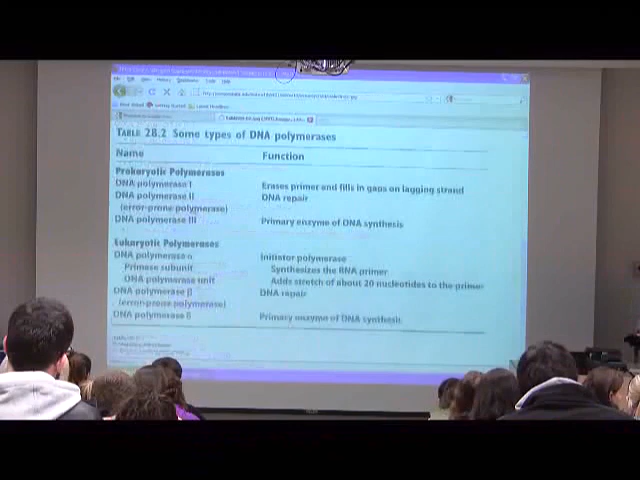 TABLE 28.2 Some types of DNA polymerases
Name Function
Prokaryotic Polymerases
DNA polymerase I Erases primer and fills in gaps on lagging strand
DNA polymerase II DNA repair
(error-prone polymerase)
DNA polymerase III Primary enzyme of DNA synthesis
Eukaryotic Polymerases
DNA polymerase α Initiator polymerase
Primase subunit Synthesizes the RNA primer
DNA polymerase unit Adds stretch of about 20 nucleotides to the primer
DNA polymerase β DNA repair
(error-prone polymerase)
DNA polymerase δ Primary enzyme of DNA synthesis